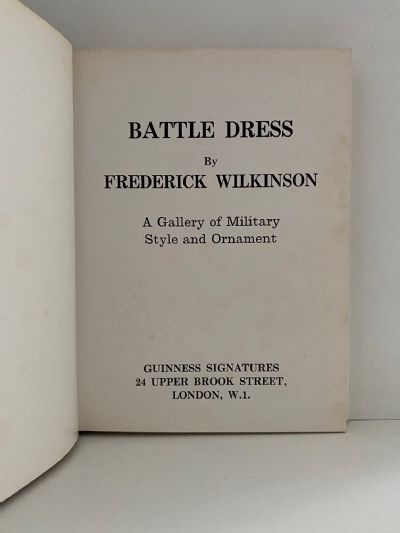 BATTLE DRESS
By
FREDERICK WILKINSON
A Gallery of Military
Style and Ornament
GUINNESS SIGNATURES
24 UPPER BROOK STREET,
LONDON, W.1.